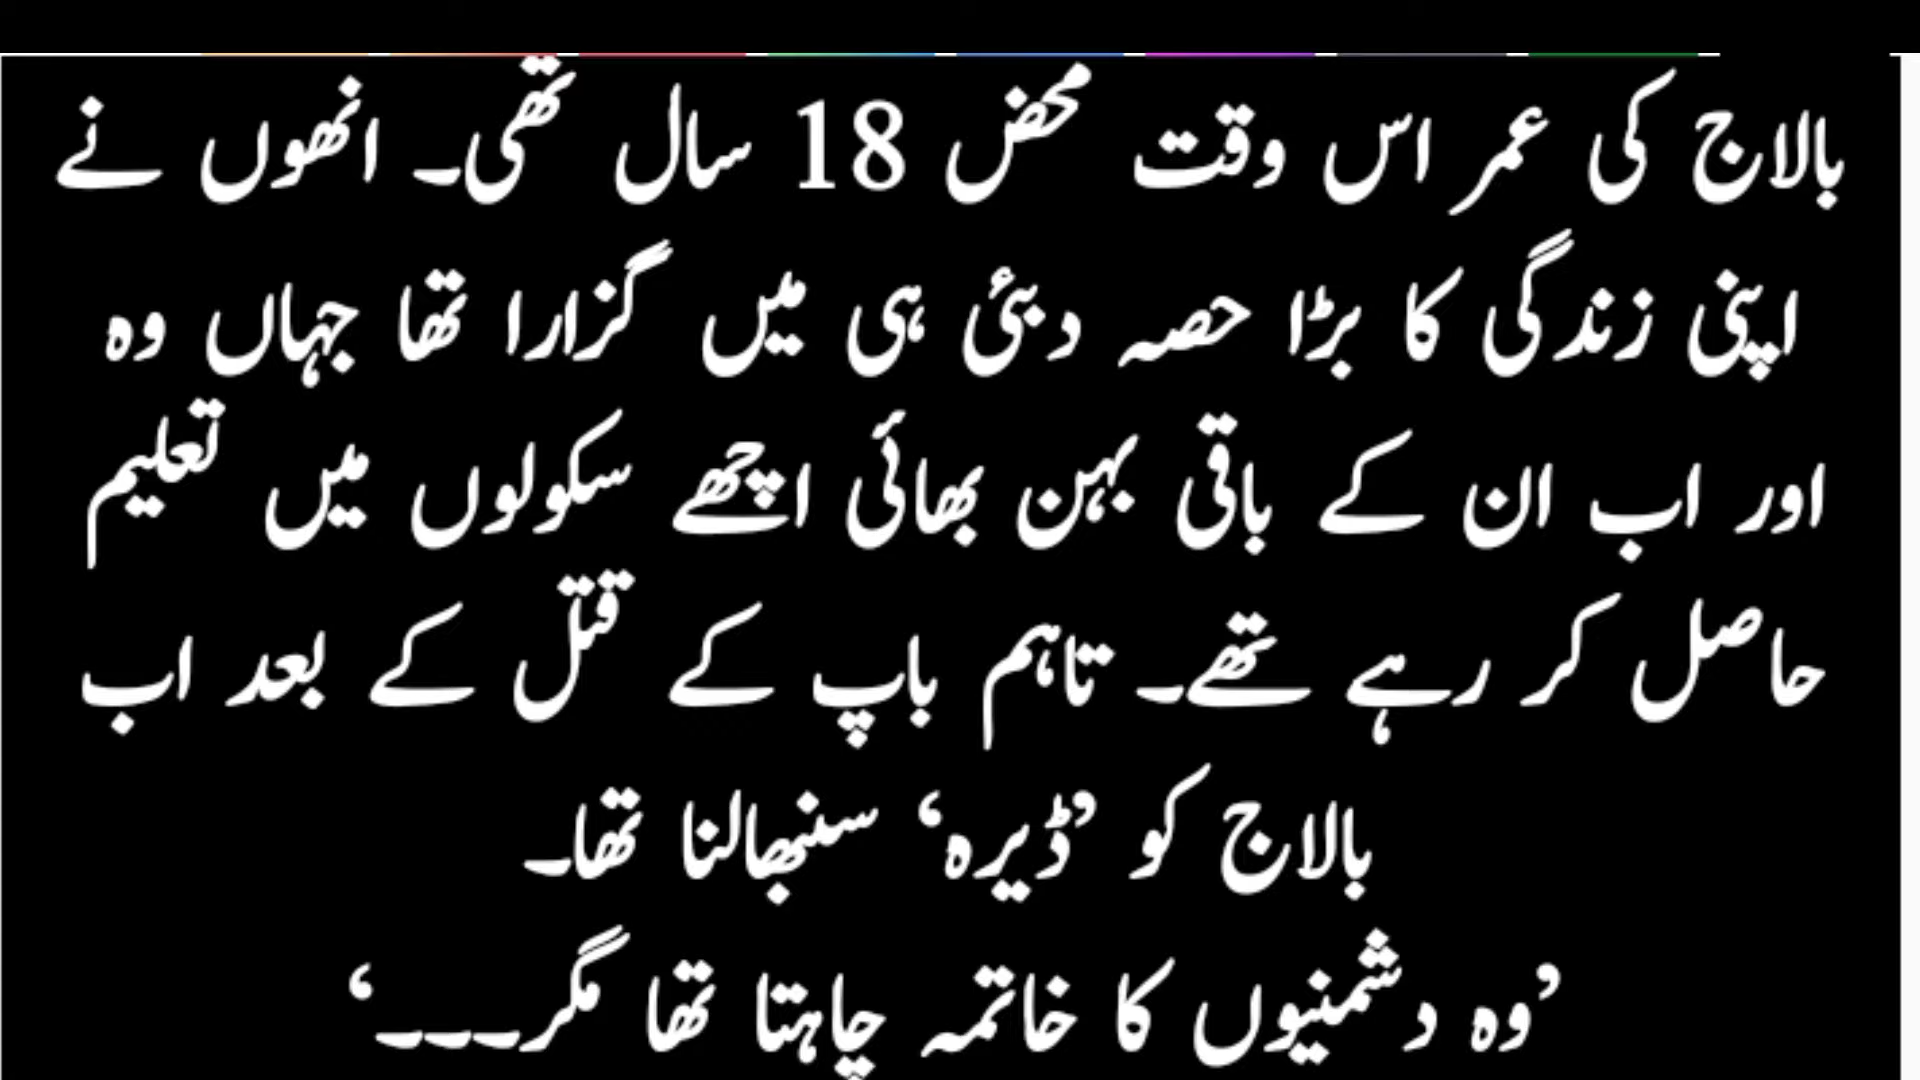 بالاج کی عمر اس وقت محض 18 سال تھی۔ انھوں نے
اپنی زندگی کا بڑا حصہ دبئی ہی میں گزارا تھا جہاں وہ
اور اب ان کے باقی بہن بھائی اچھے سکولوں میں تعلیم
حاصل کر رہے تھے۔ تاہم باپ کے قتل کے بعد اب
بالاج کو ’ڈیرہ‘ سنبھالنا تھا۔
’وہ دشمنیوں کا خاتمہ چاہتا تھا مگر۔۔۔‘